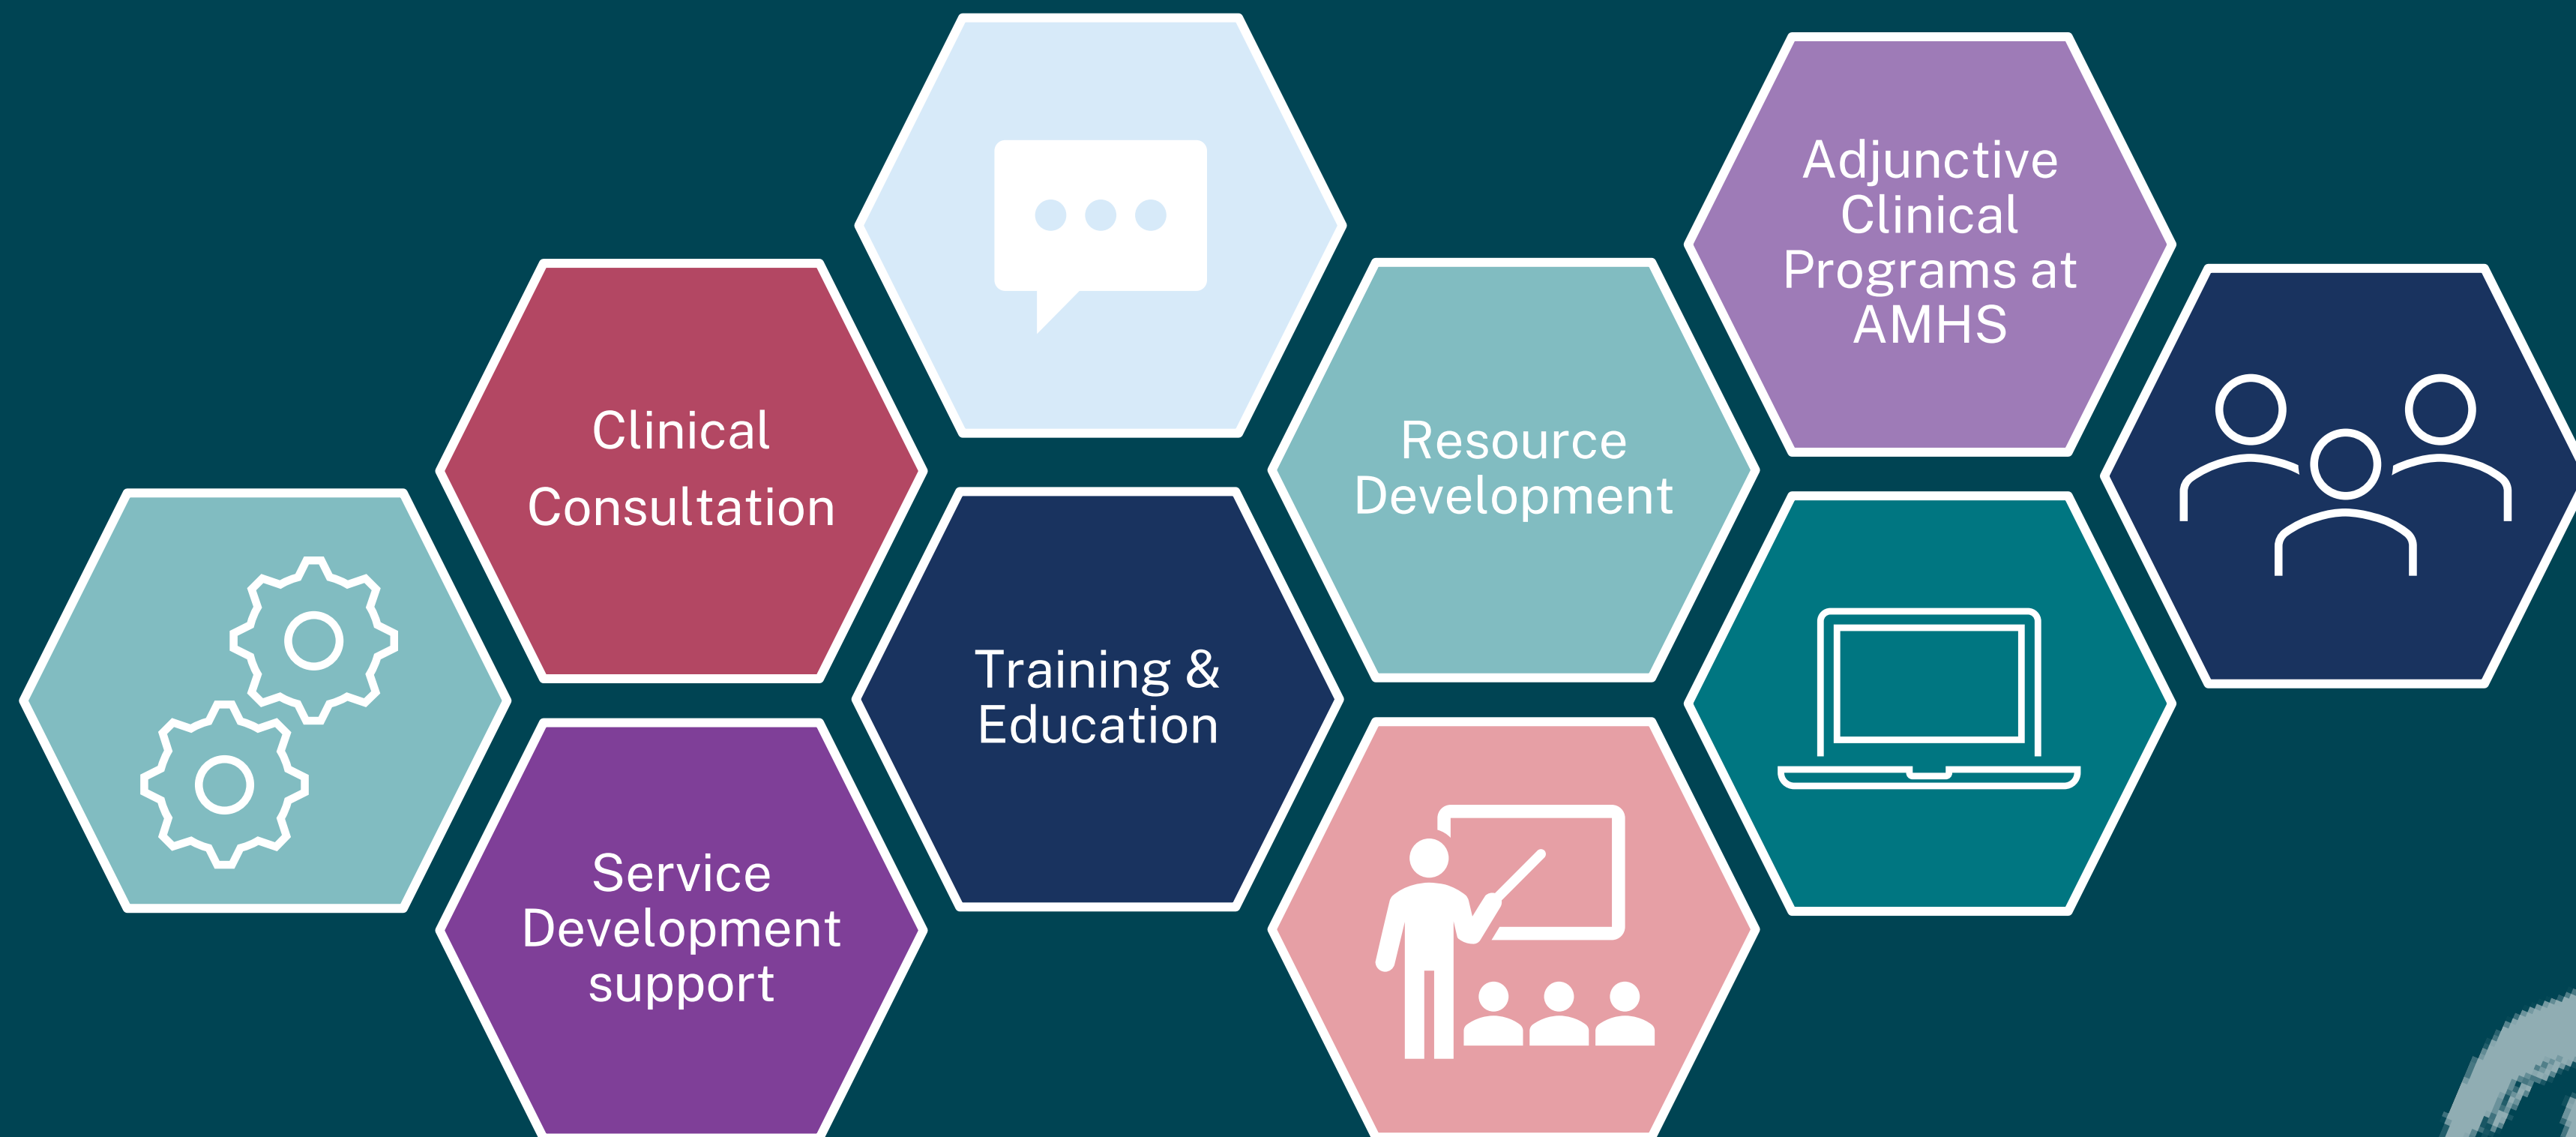 Clinical
Consultation
Service
Development
support
Training &
Education
Resource
Development
Adjunctive
Clinical
Programs at
AMHS